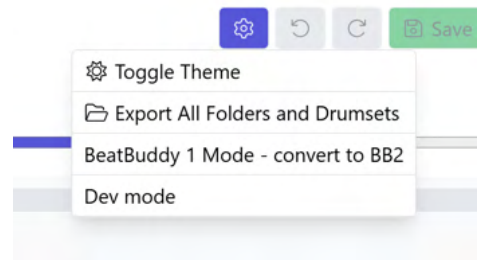 Save
Toggle Theme
Export All Folders and Drumsets
BeatBuddy 1 Mode - convert to BB2
Dev mode